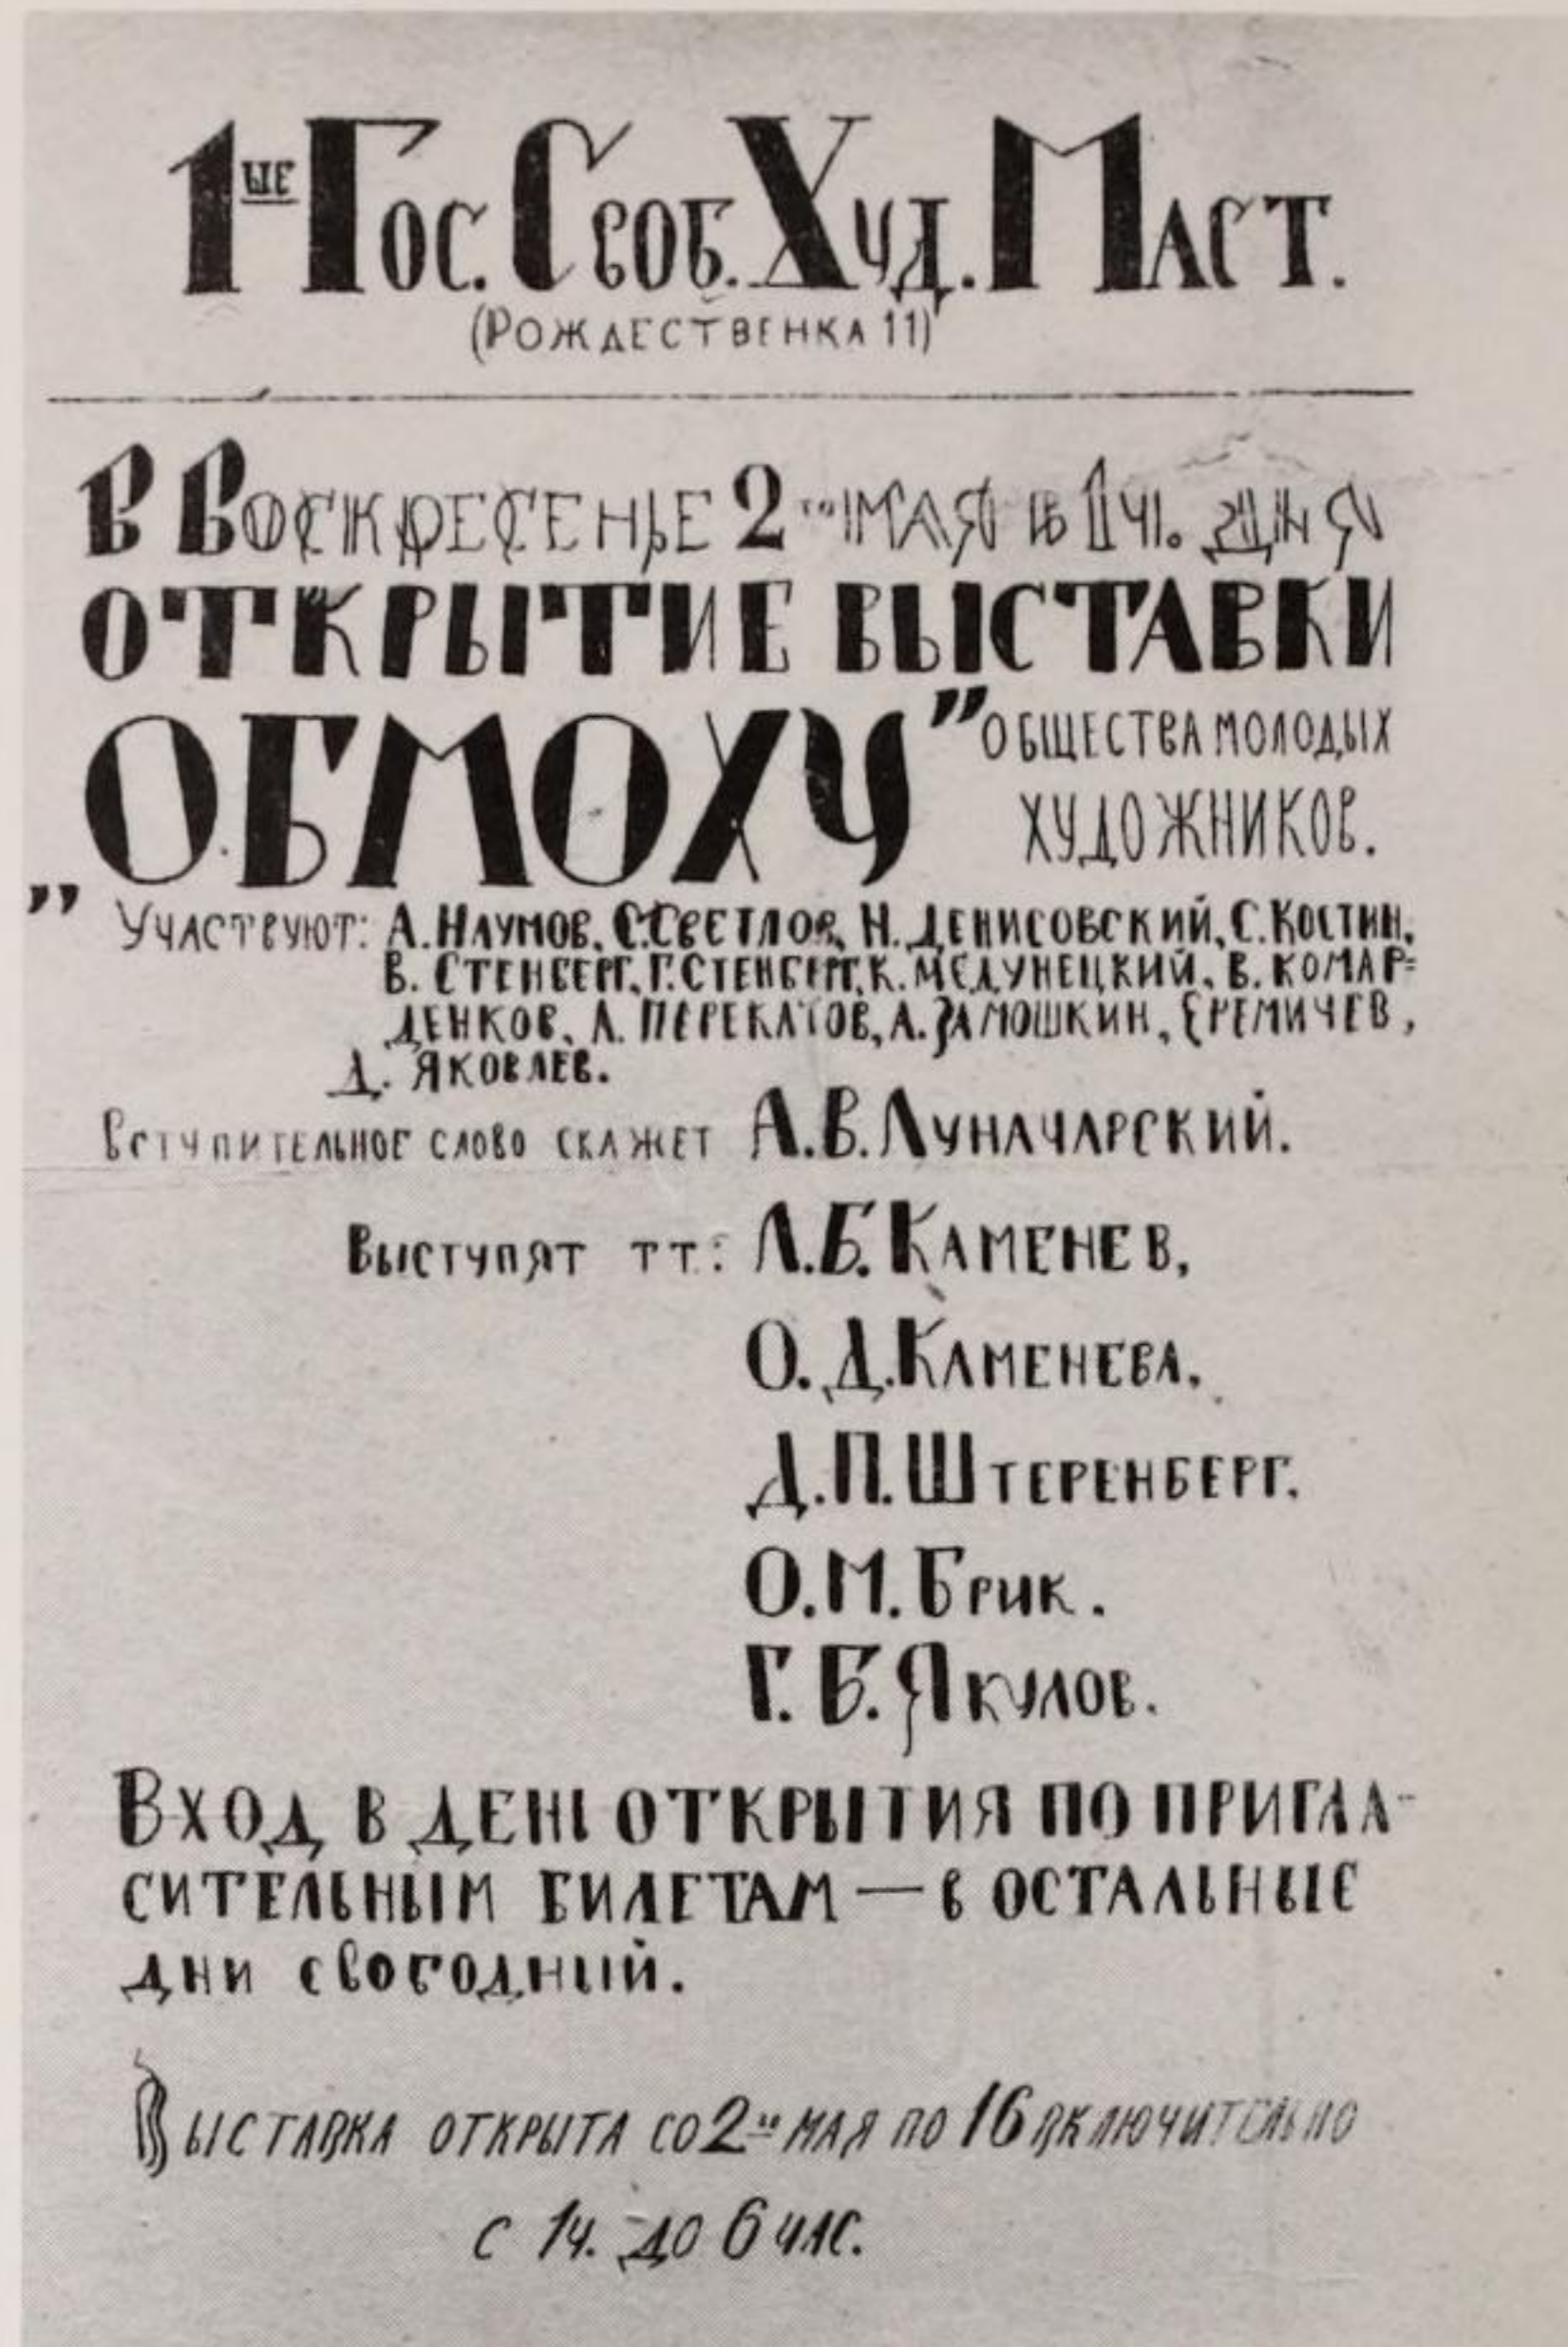 1ые Гос. Своб. Худ. Маст.
(Рождественка 11)
В Воскресенье 2го мая в 1 ч. дня
открытие выставки
„ОБМОХУ” общества молодых
художников.
Участвуют: А. Наумов, С. Светлов, Н. Денисовский, С. Костин,
В. Стенберг, Г. Стенберг, К. Медунецкий, В. Комар=
денков, А. Перекатов, А. Замошкин, Еремичев,
Д. Яковлев.
Вступительное слово скажет А. В. Луначарский.
Выступят тт: Л. Б. Каменев,
О. Д. Каменева,
Д. П. Штеренберг.
О. М. Брик.
Г. Б. Якулов.
Вход в день открытия по пригла-
сительным билетам — в остальные
дни свободный.
Выставка открыта со 2го мая по 16 включительно
с 1 ч. до 6 час.